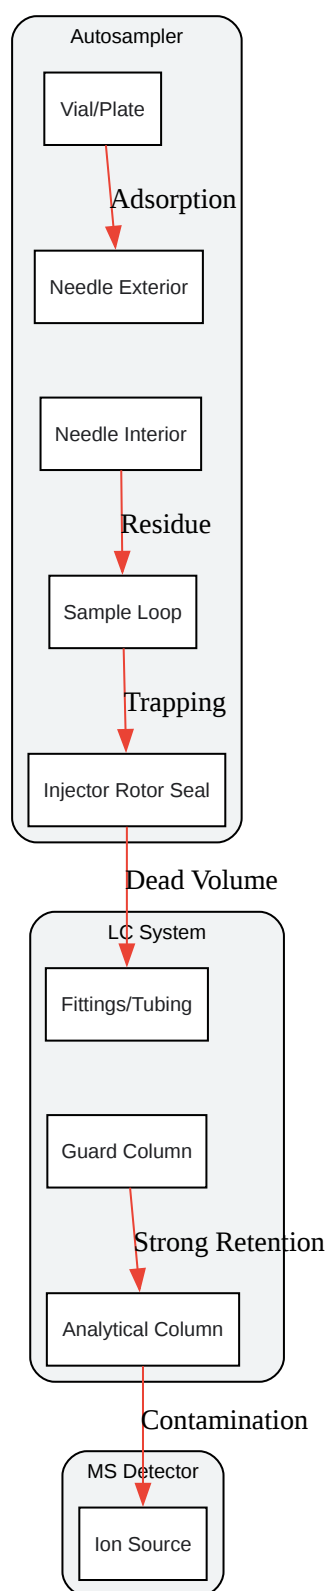 Autosampler
Vial/Plate
Adsorption
Needle Exterior
Needle Interior
Residue
Sample Loop
Trapping
Injector Rotor Seal
Dead Volume
LC System
Fittings/Tubing
Guard Column
Strong Retention
Analytical Column
Contamination
MS Detector
Ion Source